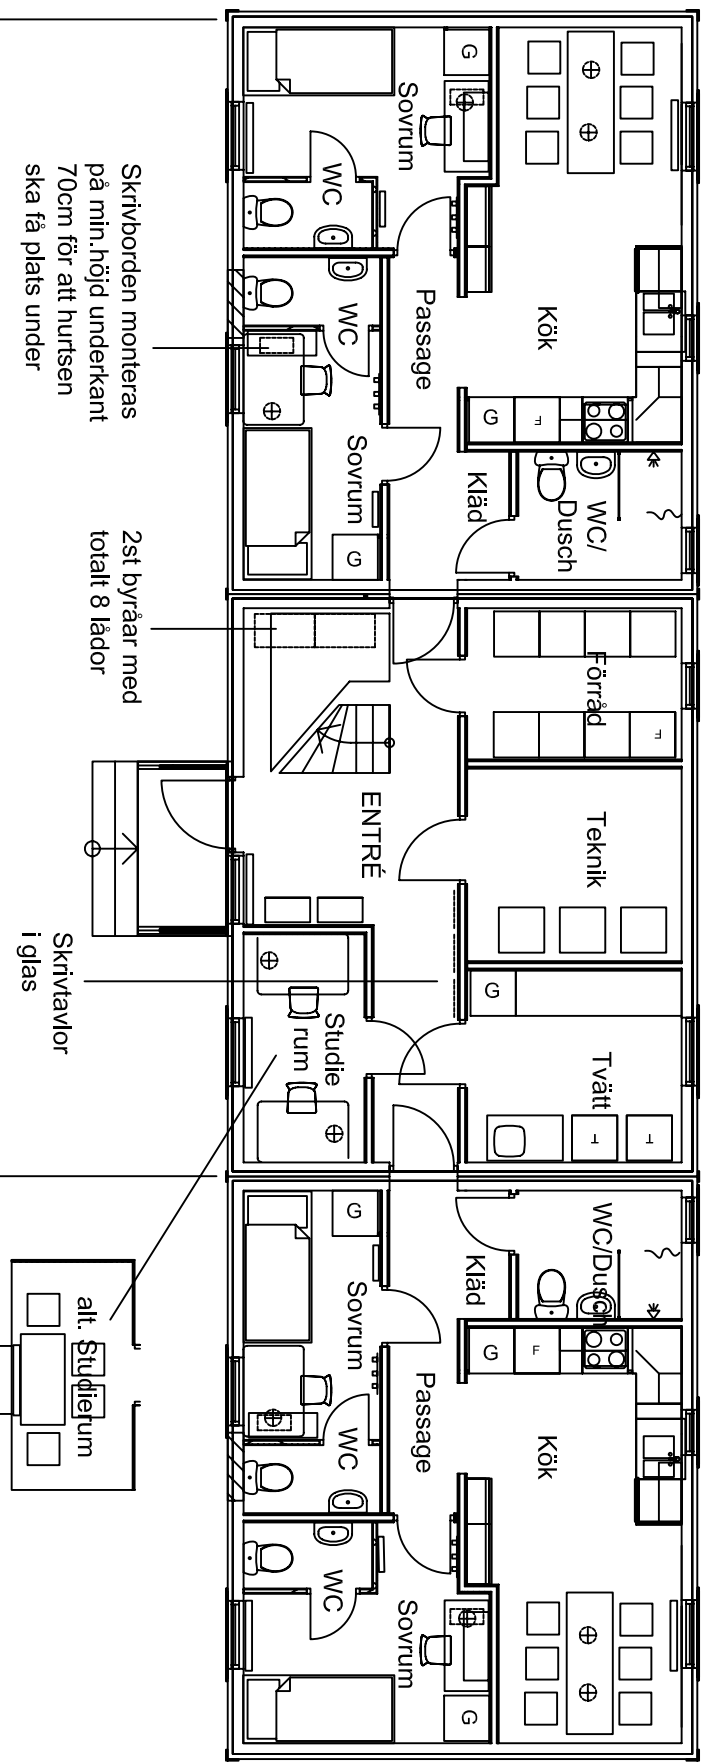 G
Sovrum
WC
WC
Sovrum
G
Passage
Kök
G
F
Kläd
WC/
Dusch
Skrivborden monteras
på min.höjd underkant
70cm för att hurtsen
ska få plats under
2st byråar med
totalt 8 lådor
Förråd
F
ENTRÉ
Teknik
Skrivtavlor
i glas
Studie
rum
G
Tvätt
T
T
alt. Studierum
WC/Dusch
Kläd
G
Sovrum
G
F
Passage
Kök
WC
WC
Sovrum
G